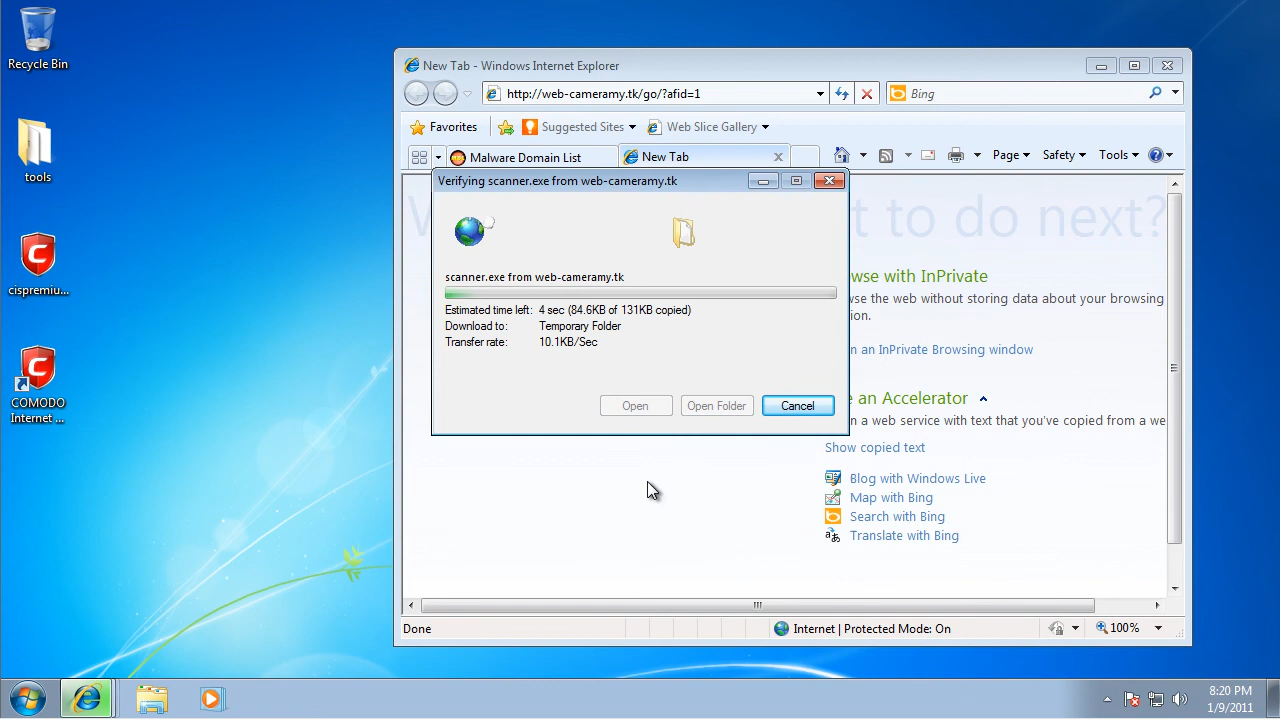 Recycle Bin
tools
cispremiu...
COMODO
Internet ...
New Tab - Windows Internet Explorer
http://web-cameramy.tk/go/?afid=1
Bing
Favorites
Suggested Sites
Web Slice Gallery
Malware Domain List
New Tab
Page
Safety
Tools
Verifying scanner.exe from web-cameramy.tk
scanner.exe from web-cameramy.tk
Estimated time left: 4 sec (84.6KB of 131KB copied)
Download to: Temporary Folder
Transfer rate: 10.1KB/Sec
Open
Open Folder
Cancel
t to do next?
wse with InPrivate
wse the web without storing data about your browsing
on.
n an InPrivate Browsing window
e an Accelerator
n a web service with text that you've copied from a we
Show copied text
Blog with Windows Live
Map with Bing
Search with Bing
Translate with Bing
Done
Internet | Protected Mode: On
100%
8:20 PM
1/9/2011